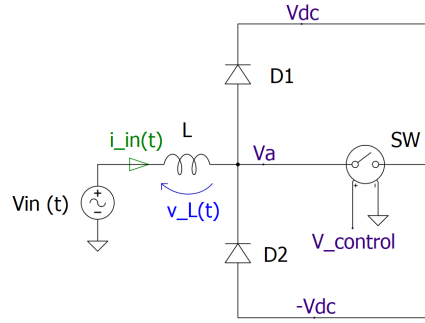 Vdc
D1
i_in(t)
L
Va
SW
Vin (t)
+
-
v_L(t)
+
-
V_control
D2
-Vdc